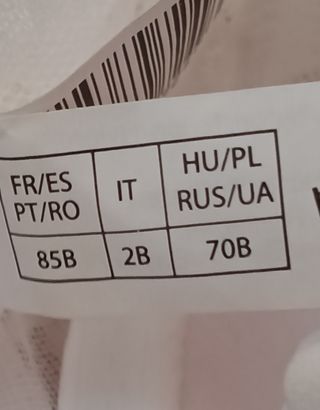 FR/ES
PT/RO
IT
HU/PL
RUS/UA
85B
2B
70B